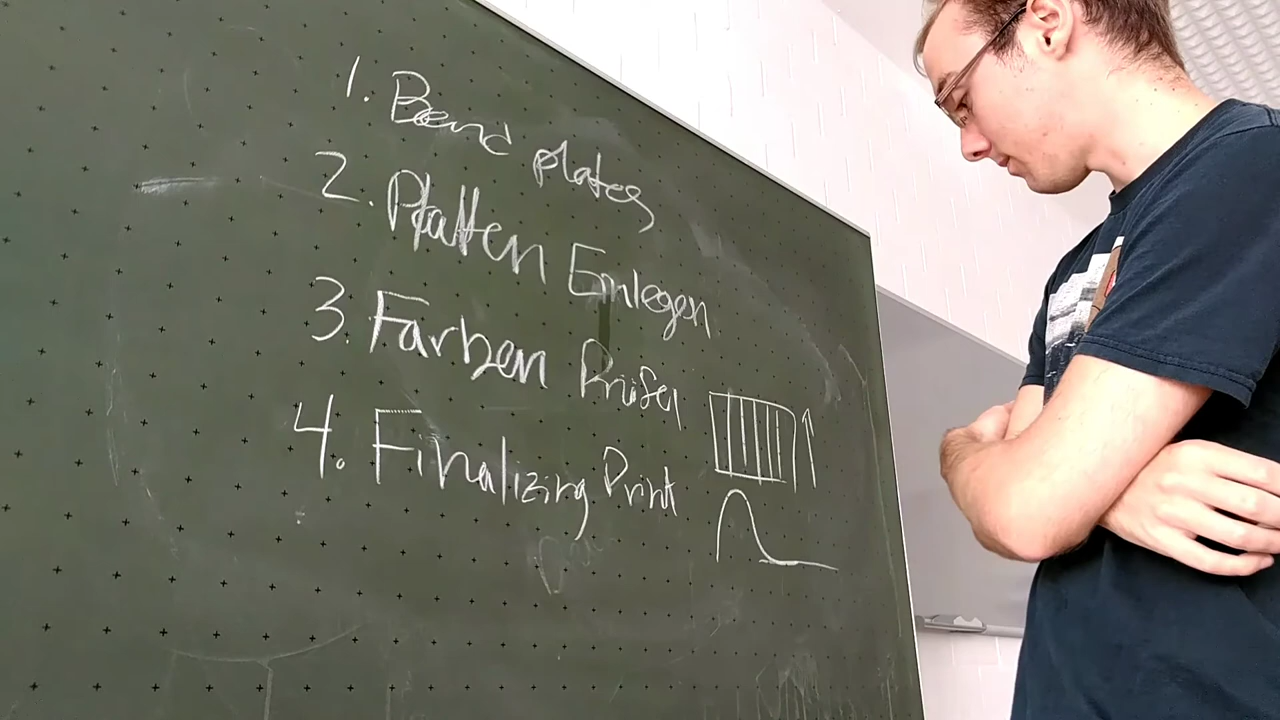 1. Bend plates
2. Platten Einlegen
3. Farben Prüfen
4. Finalizing Print